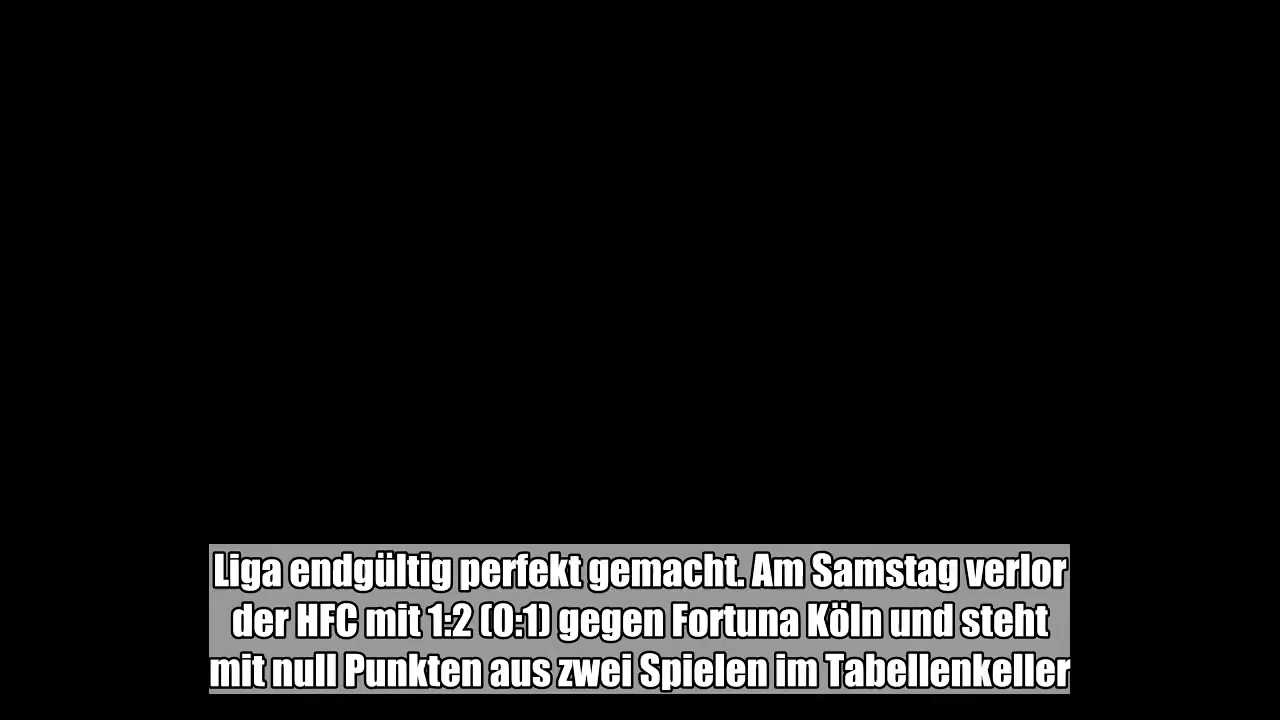 Liga endgültig perfekt gemacht. Am Samstag verlor
der HFC mit 1:2 (0:1) gegen Fortuna Köln und steht
mit null Punkten aus zwei Spielen im Tabellenkeller